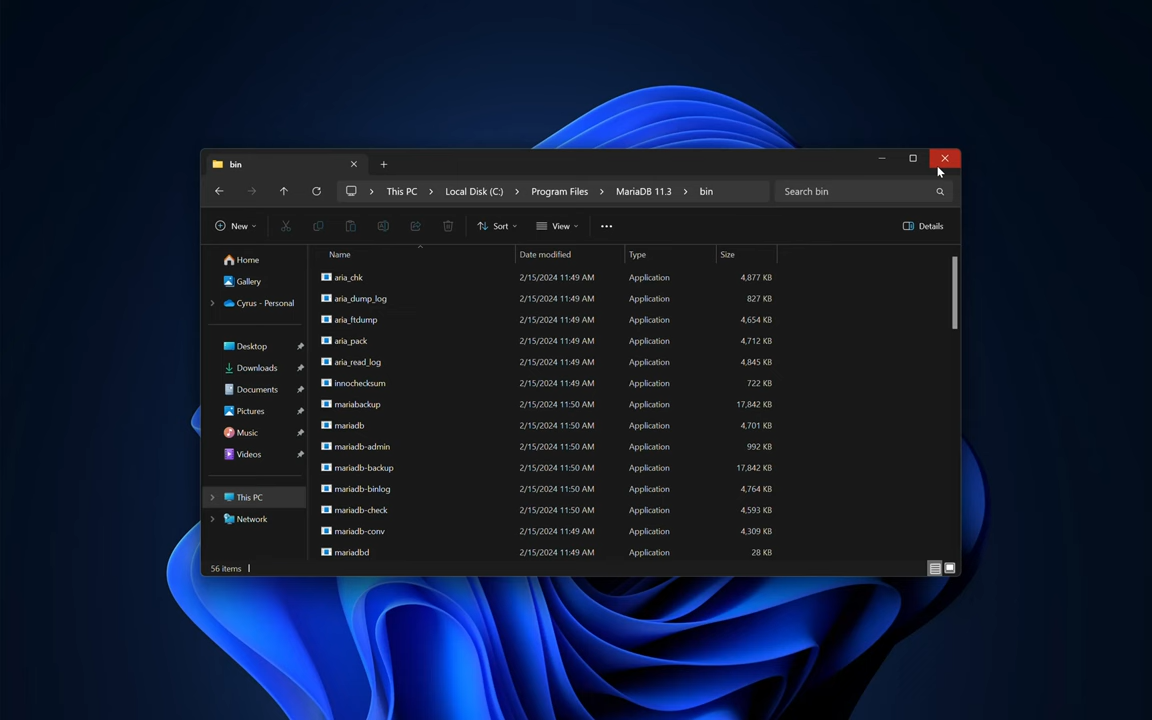 bin
This PC Local Disk (C:) Program Files MariaDB 11.3 bin Search bin
New Sort View Details
Name Date modified Type Size
Home
Gallery
Cyrus - Personal
Desktop
Downloads
Documents
Pictures
Music
Videos
This PC
Network
aria_chk 2/15/2024 11:49 AM Application 4,877 KB
aria_dump_log 2/15/2024 11:49 AM Application 827 KB
aria_ftdump 2/15/2024 11:49 AM Application 4,654 KB
aria_pack 2/15/2024 11:49 AM Application 4,712 KB
aria_read_log 2/15/2024 11:49 AM Application 4,845 KB
innochecksum 2/15/2024 11:49 AM Application 722 KB
mariabackup 2/15/2024 11:50 AM Application 17,842 KB
mariadb 2/15/2024 11:50 AM Application 4,701 KB
mariadb-admin 2/15/2024 11:50 AM Application 992 KB
mariadb-backup 2/15/2024 11:50 AM Application 17,842 KB
mariadb-binlog 2/15/2024 11:50 AM Application 4,764 KB
mariadb-check 2/15/2024 11:50 AM Application 4,593 KB
mariadb-conv 2/15/2024 11:49 AM Application 4,309 KB
mariadbd 2/15/2024 11:49 AM Application 28 KB
56 items